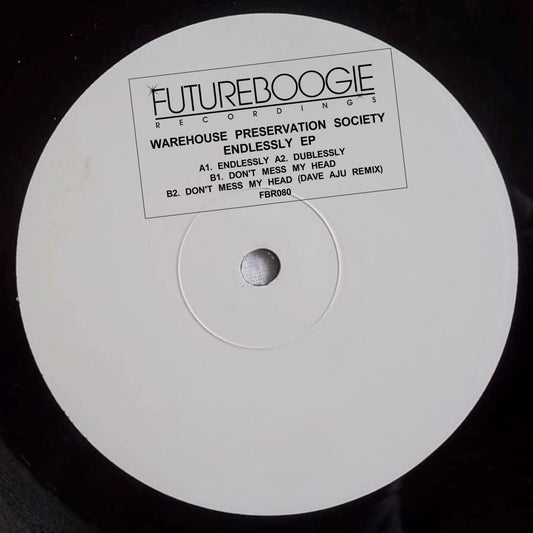 FUTUREBOOGIE
RECORDINGS
WAREHOUSE PRESERVATION SOCIETY
ENDLESSLY EP
A1. ENDLESSLY A2. DUBLESSLY
B1. DON'T MESS MY HEAD
B2. DON'T MESS MY HEAD (DAVE AJU REMIX)
FBR080